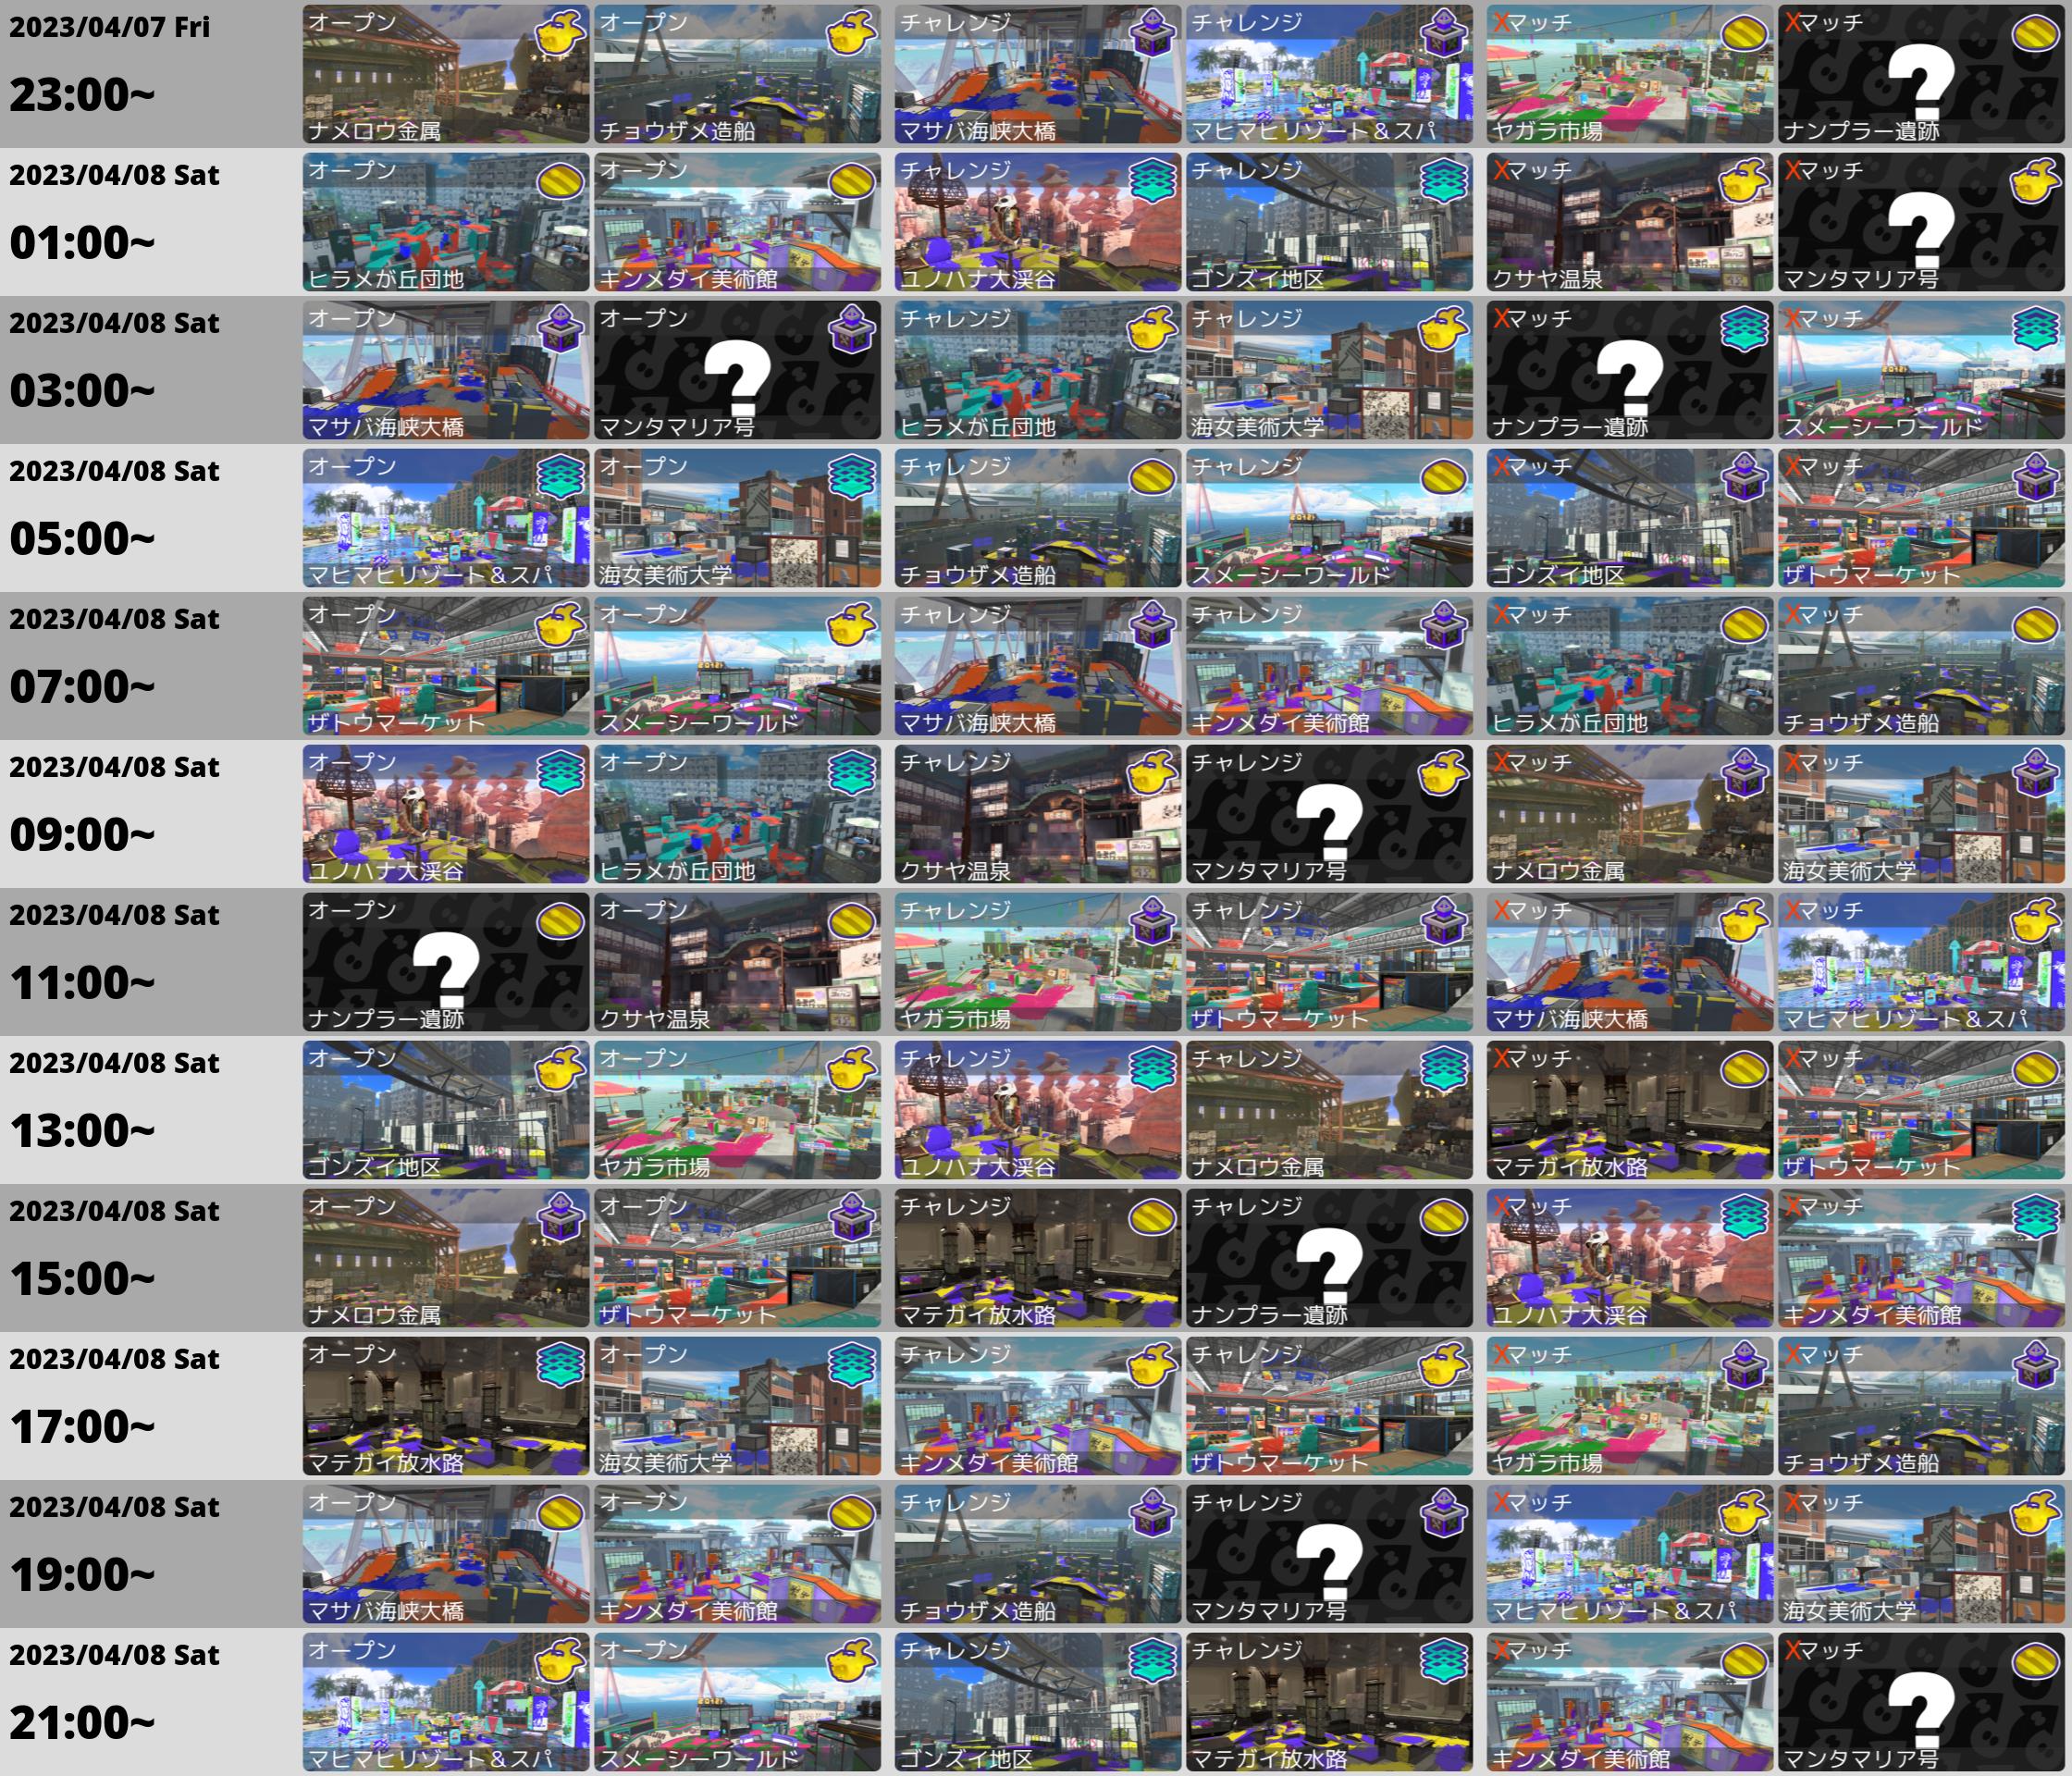 2023/04/07 Fri
23:00~
オープン
ナメロウ金属
オープン
チョウザメ造船
チャレンジ
マサバ海峡大橋
チャレンジ
マヒマヒリゾート＆スパ
Xマッチ
ヤガラ市場
Xマッチ
?
ナンプラー遺跡
2023/04/08 Sat
01:00~
オープン
ヒラメが丘団地
オープン
キンメダイ美術館
チャレンジ
ユノハナ大渓谷
チャレンジ
ゴンズイ地区
Xマッチ
クサヤ温泉
Xマッチ
?
マンタマリア号
2023/04/08 Sat
03:00~
オープン
マサバ海峡大橋
オープン
?
マンタマリア号
チャレンジ
ヒラメが丘団地
チャレンジ
海女美術大学
Xマッチ
?
ナンプラー遺跡
Xマッチ
スメーシーワールド
2023/04/08 Sat
05:00~
オープン
マヒマヒリゾート＆スパ
オープン
海女美術大学
チャレンジ
チョウザメ造船
チャレンジ
スメーシーワールド
Xマッチ
ゴンズイ地区
Xマッチ
ザトウマーケット
2023/04/08 Sat
07:00~
オープン
ザトウマーケット
オープン
スメーシーワールド
チャレンジ
マサバ海峡大橋
チャレンジ
キンメダイ美術館
Xマッチ
ヒラメが丘団地
Xマッチ
チョウザメ造船
2023/04/08 Sat
09:00~
オープン
ユノハナ大渓谷
オープン
ヒラメが丘団地
チャレンジ
クサヤ温泉
チャレンジ
?
マンタマリア号
Xマッチ
ナメロウ金属
Xマッチ
海女美術大学
2023/04/08 Sat
11:00~
オープン
?
ナンプラー遺跡
オープン
クサヤ温泉
チャレンジ
ヤガラ市場
チャレンジ
ザトウマーケット
Xマッチ
マサバ海峡大橋
Xマッチ
マヒマヒリゾート＆スパ
2023/04/08 Sat
13:00~
オープン
ゴンズイ地区
オープン
ヤガラ市場
チャレンジ
ユノハナ大渓谷
チャレンジ
ナメロウ金属
Xマッチ
マテガイ放水路
Xマッチ
ザトウマーケット
2023/04/08 Sat
15:00~
オープン
ナメロウ金属
オープン
ザトウマーケット
チャレンジ
マテガイ放水路
チャレンジ
?
ナンプラー遺跡
Xマッチ
ユノハナ大渓谷
Xマッチ
キンメダイ美術館
2023/04/08 Sat
17:00~
オープン
マテガイ放水路
オープン
海女美術大学
チャレンジ
キンメダイ美術館
チャレンジ
ザトウマーケット
Xマッチ
ヤガラ市場
Xマッチ
チョウザメ造船
2023/04/08 Sat
19:00~
オープン
マサバ海峡大橋
オープン
キンメダイ美術館
チャレンジ
チョウザメ造船
チャレンジ
?
マンタマリア号
Xマッチ
マヒマヒリゾート＆スパ
Xマッチ
海女美術大学
2023/04/08 Sat
21:00~
オープン
マヒマヒリゾート＆スパ
オープン
スメーシーワールド
チャレンジ
ゴンズイ地区
チャレンジ
マテガイ放水路
Xマッチ
キンメダイ美術館
Xマッチ
?
マンタマリア号